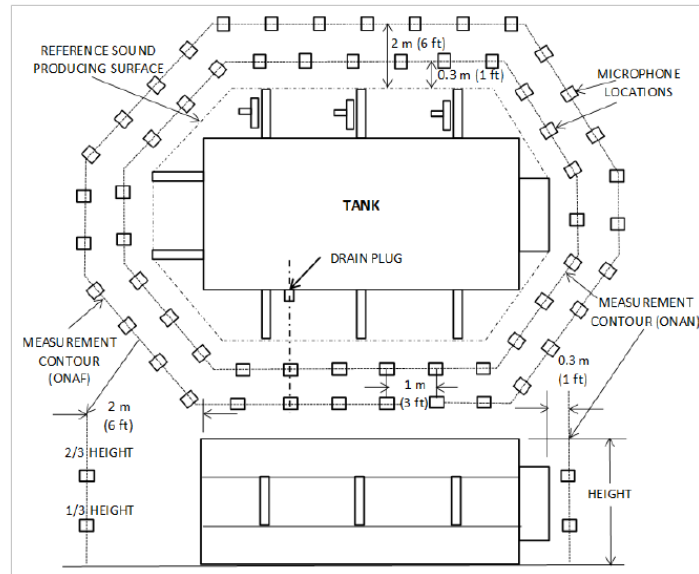 2 m (6 ft)
REFERENCE SOUND
PRODUCING SURFACE
0.3 m (1 ft)
MICROPHONE
LOCATIONS
TANK
DRAIN PLUG
MEASUREMENT
CONTOUR
(ONAF)
MEASUREMENT
CONTOUR (ONAN)
0.3 m
(1 ft)
1 m
(3 ft)
2 m
(6 ft)
2/3 HEIGHT
1/3 HEIGHT
HEIGHT